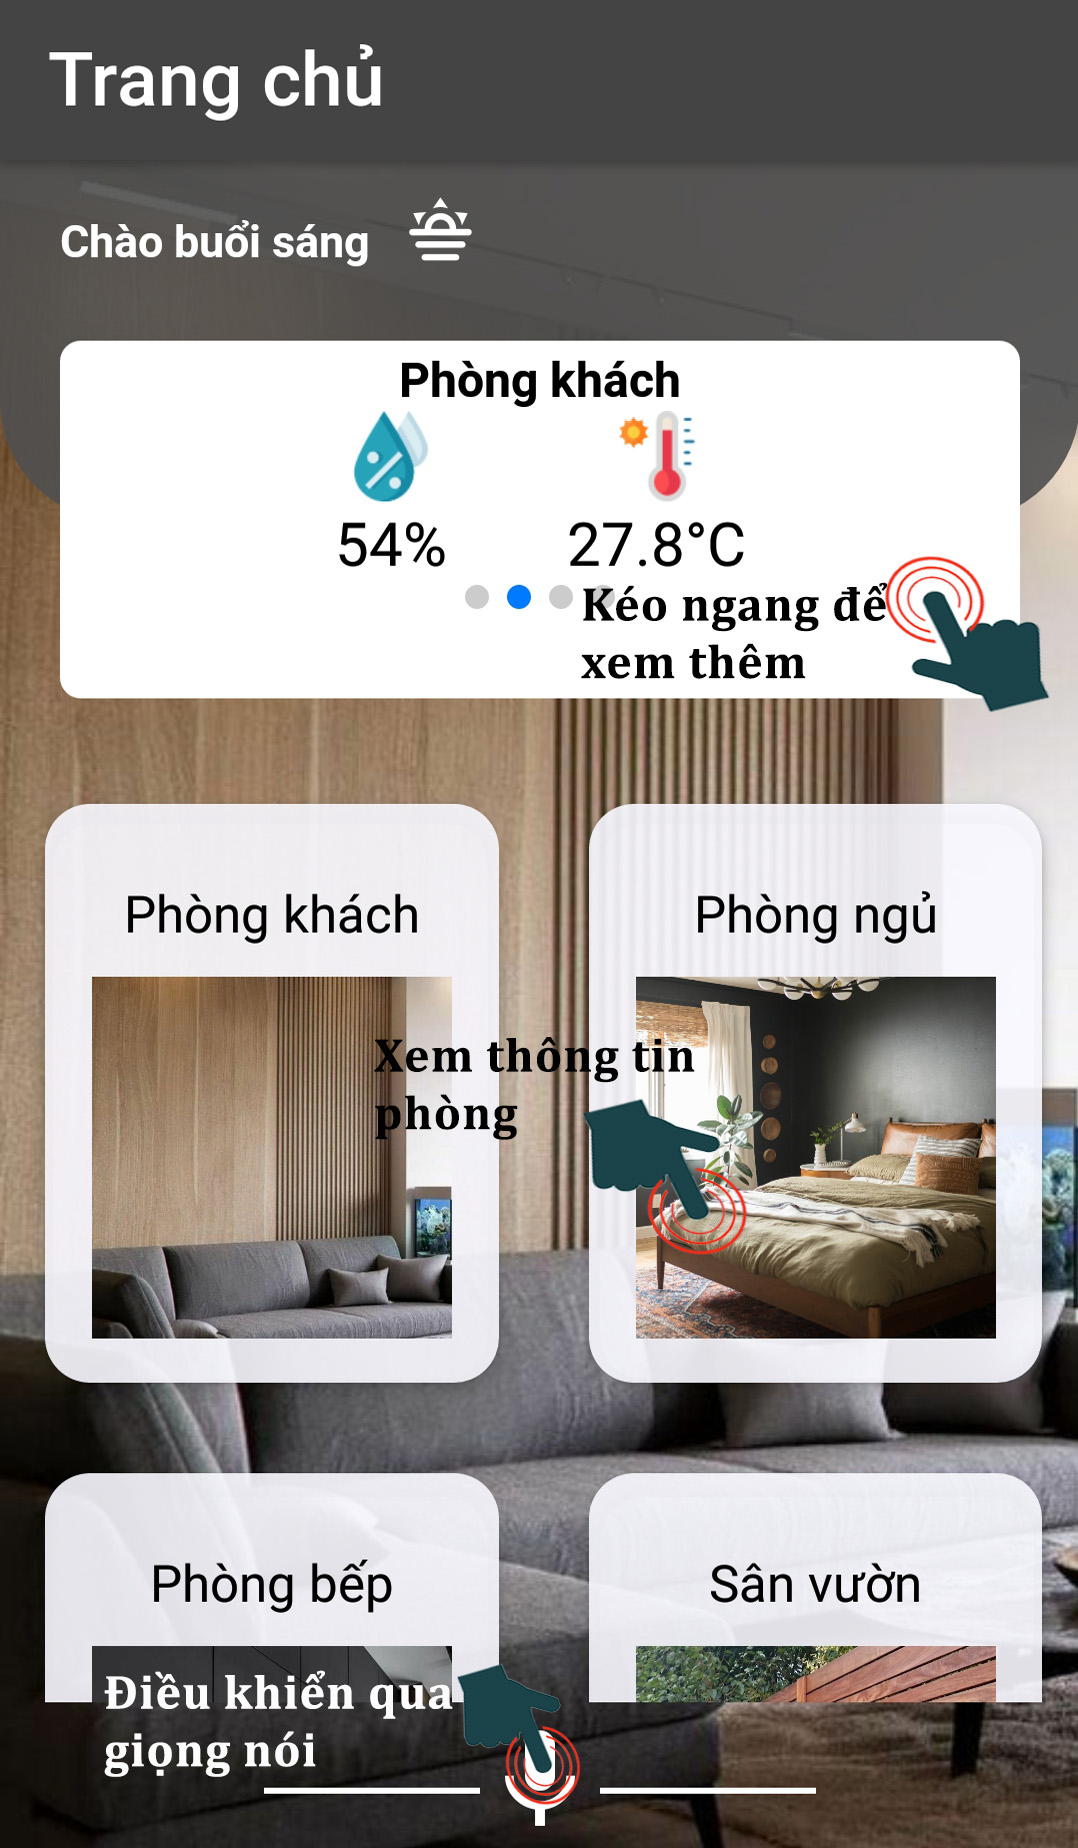 Trang chủ
Chào buổi sáng
Phòng khách
54% 27.8°C
Kéo ngang để
xem thêm
Phòng khách
Phòng ngủ
Xem thông tin
phòng
Phòng bếp
Sân vườn
Điều khiển qua
giọng nói